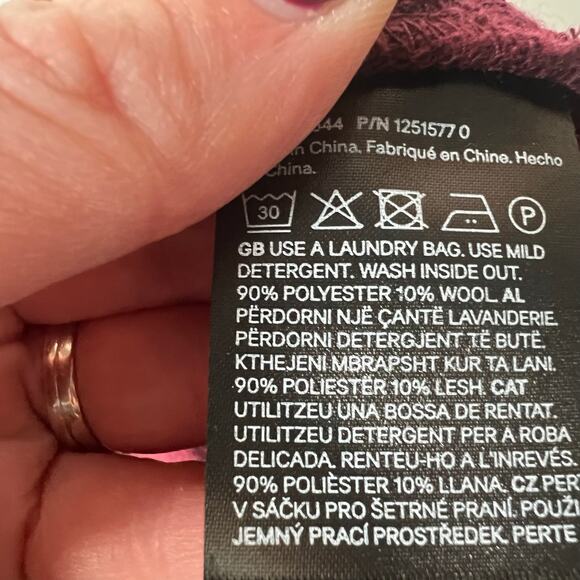 P/N 1251577 0
China. Fabriqué en Chine. Hecho
China.
30 P
GB USE A LAUNDRY BAG. USE MILD
DETERGENT. WASH INSIDE OUT.
90% POLYESTER 10% WOOL. AL
PËRDORNI NJË ÇANTË LAVANDERIE.
PËRDORNI DETERGJENT TË BUTË.
KTHEJENI MBRAPSHT KUR TA LANI.
90% POLIESTËR 10% LESH. CAT
UTILITZEU UNA BOSSA DE RENTAT.
UTILITZEU DETERGENT PER A ROBA
DELICADA. RENTEU-HO A L'INREVÉS.
90% POLIÈSTER 10% LLANA. CZ PER
V SÁČKU PRO ŠETRNÉ PRANÍ. POUŽI
JEMNÝ PRACÍ PROSTŘEDEK. PERTE